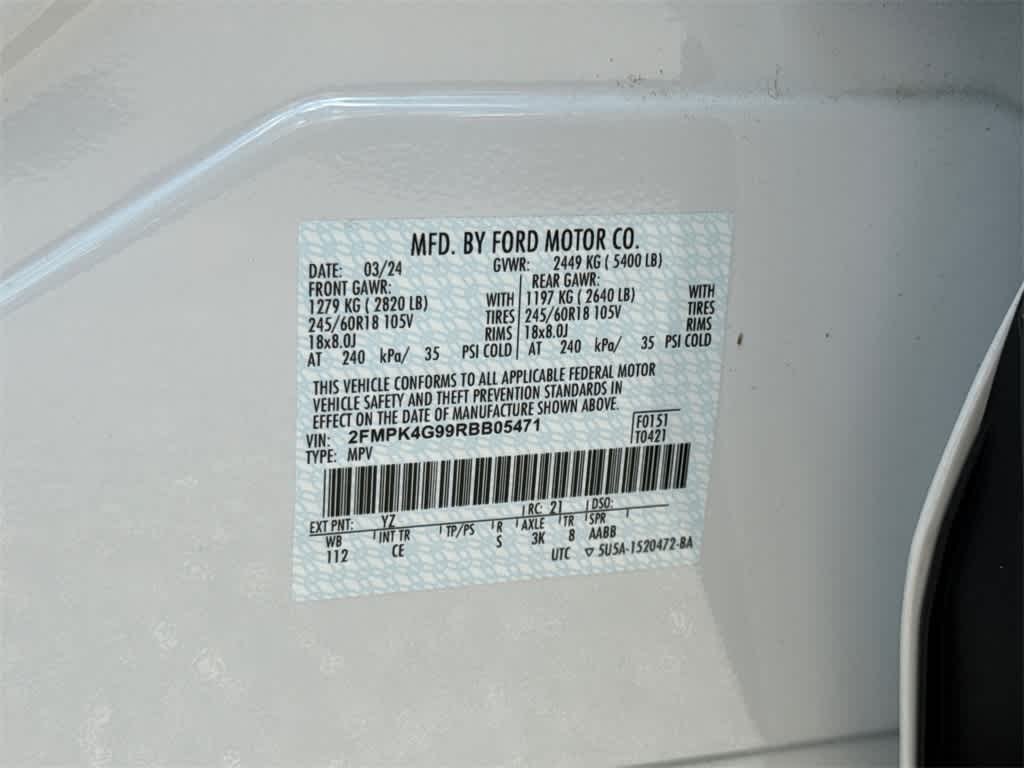 MFD. BY FORD MOTOR CO.
DATE: 03/24 GVWR: 2449 KG ( 5400 LB)
FRONT GAWR: REAR GAWR:
1279 KG ( 2820 LB) WITH 1197 KG ( 2640 LB) WITH
245/60R18 105V TIRES 245/60R18 105V TIRES
18x8.0J RIMS 18x8.0J RIMS
AT 240 kPa/ 35 PSI COLD AT 240 kPa/ 35 PSI COLD
THIS VEHICLE CONFORMS TO ALL APPLICABLE FEDERAL MOTOR
VEHICLE SAFETY AND THEFT PREVENTION STANDARDS IN
EFFECT ON THE DATE OF MANUFACTURE SHOWN ABOVE.
VIN: 2FMPK4G99RBB05471 F0151
TYPE: MPV T0421
EXT PNT: YZ RC: 21 DSO:
WB INT TR TP/PS R AXLE TR SPR
112 CE S 3K 8 AABB
UTC ▽ 5U5A-1520472-BA